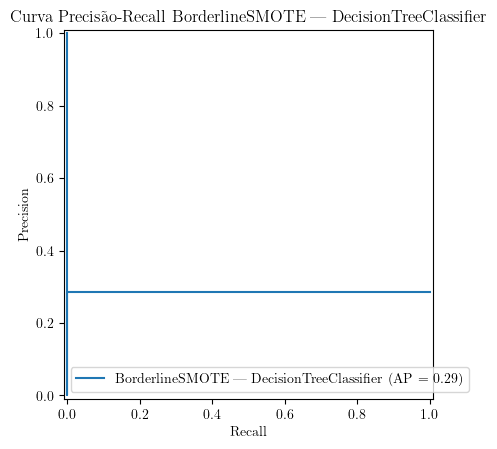 Curva Precisão-Recall BorderlineSMOTE — DecisionTreeClassifier
1.0
0.8
0.6
0.4
0.2
0.0
Precision
BorderlineSMOTE — DecisionTreeClassifier (AP = 0.29)
0.0 0.2 0.4 0.6 0.8 1.0
Recall